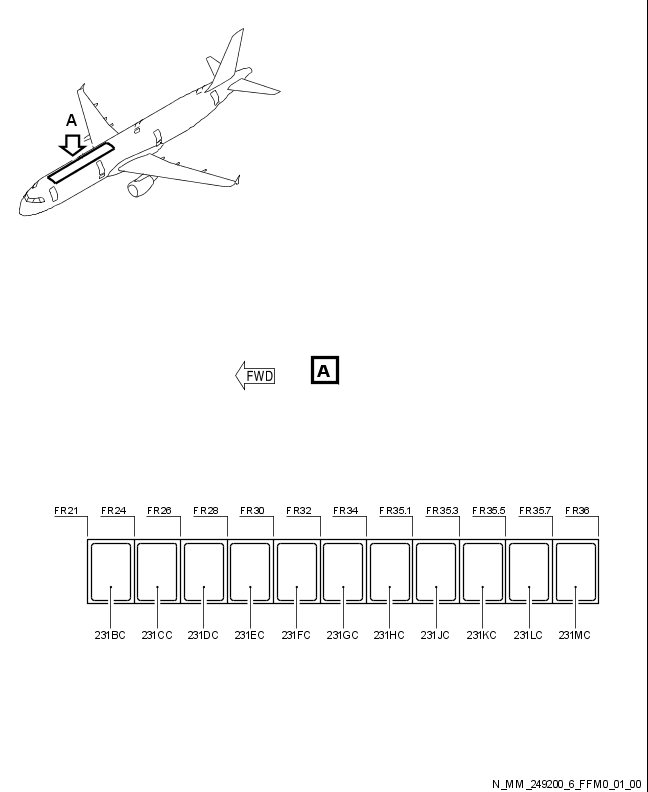 A
FWD
A
FR21 FR24 FR26 FR28 FR30 FR32 FR34 FR35.1 FR35.3 FR35.5 FR35.7 FR36
231BC 231CC 231DC 231EC 231FC 231GC 231HC 231JC 231KC 231LC 231MC
N_MM_249200_6_FFM0_01_00